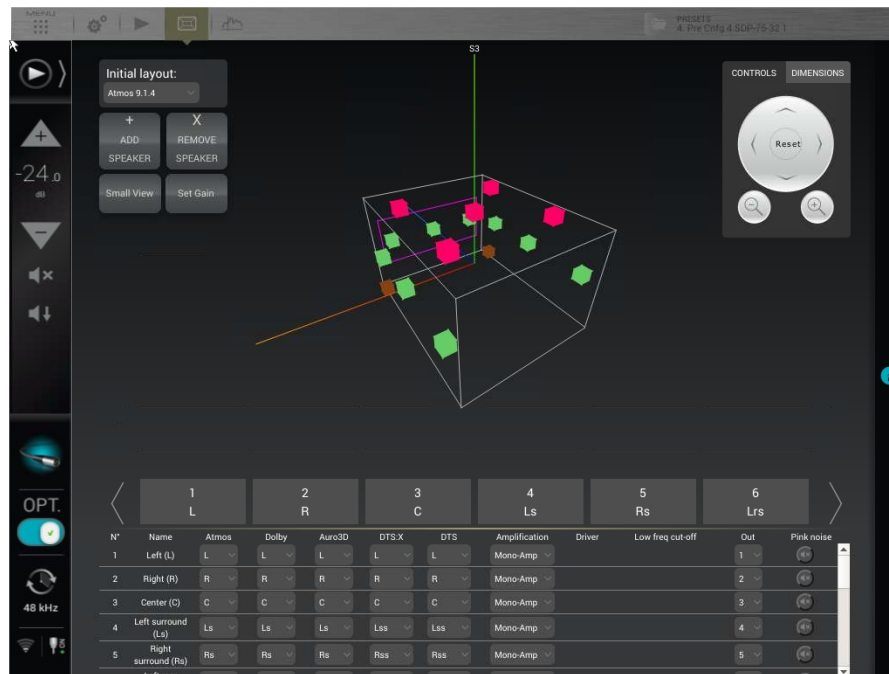 MENU
PRESETS
4. Pre Cnfg 4 SDP-75-32 1
S3
Initial layout:
Atmos 9.1.4
+
ADD
SPEAKER
X
REMOVE
SPEAKER
Small View
Set Gain
CONTROLS
DIMENSIONS
Reset
-24.0
dB
OPT.
48 kHz
1
L
2
R
3
C
4
Ls
5
Rs
6
Lrs
N° Name Atmos Dolby Auro3D DTS:X DTS Amplification Driver Low freq cut-off Out Pink noise
1 Left (L) L L L L L Mono-Amp 1
2 Right (R) R R R R R Mono-Amp 2
3 Center (C) C C C C C Mono-Amp 3
4 Left surround (Ls) Ls Ls Ls Lss Lss Mono-Amp 4
5 Right surround (Rs) Rs Rs Rs Rss Rss Mono-Amp 5